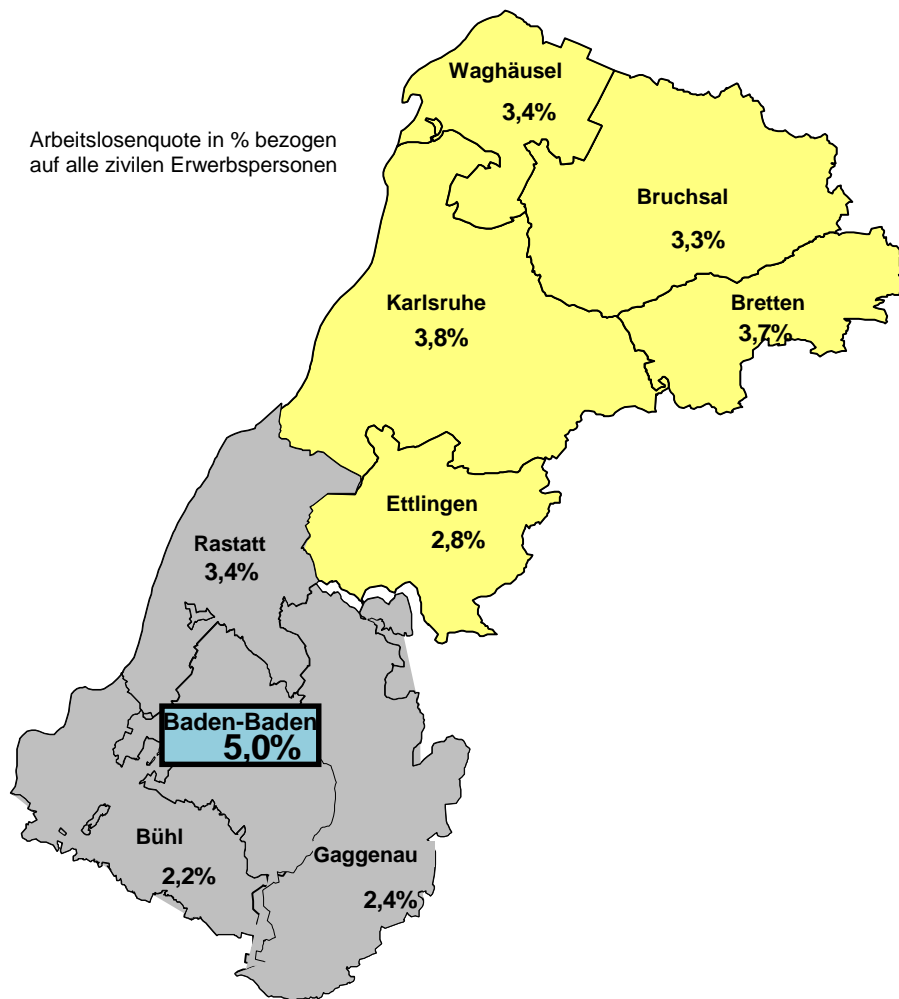 Waghäusel
3,4%
Arbeitslosenquote in % bezogen
auf alle zivilen Erwerbspersonen
Bruchsal
3,3%
Karlsruhe
3,8%
Bretten
3,7%
Ettlingen
2,8%
Rastatt
3,4%
Baden-Baden
5,0%
Bühl
2,2%
Gaggenau
2,4%